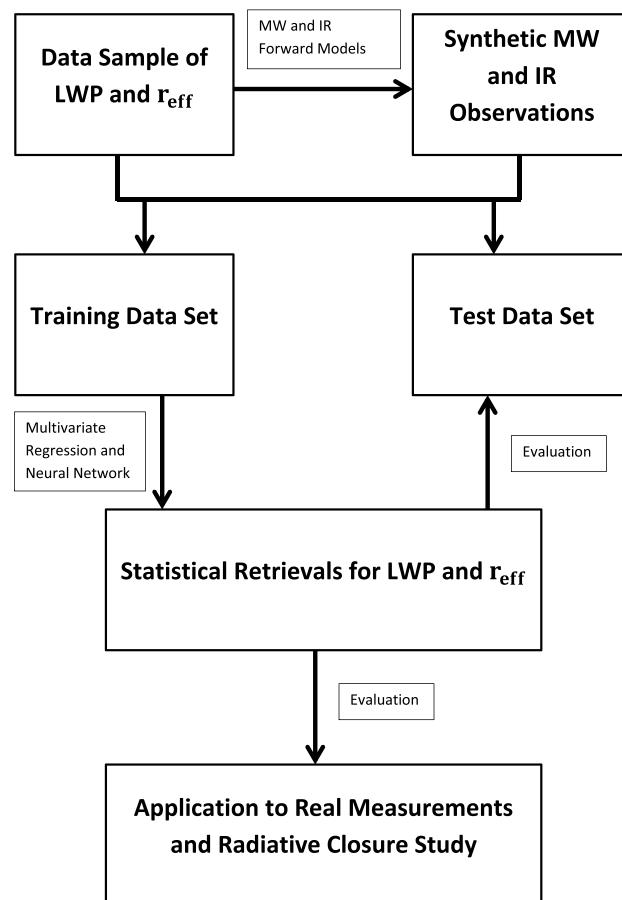 Data Sample of
LWP and r_eff
MW and IR
Forward Models
Synthetic MW
and IR
Observations
Training Data Set
Test Data Set
Multivariate
Regression and
Neural Network
Evaluation
Statistical Retrievals for LWP and r_eff
Evaluation
Application to Real Measurements
and Radiative Closure Study